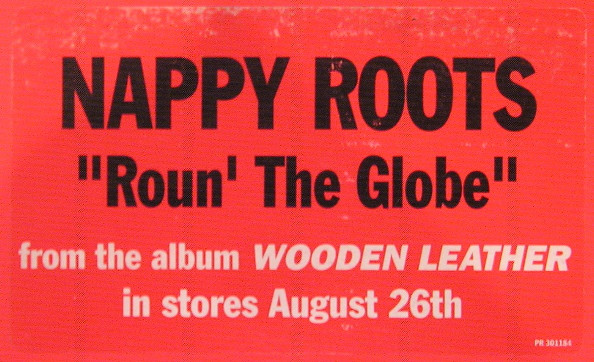 NAPPY ROOTS
"Roun' The Globe"
from the album WOODEN LEATHER
in stores August 26th
PR 301184